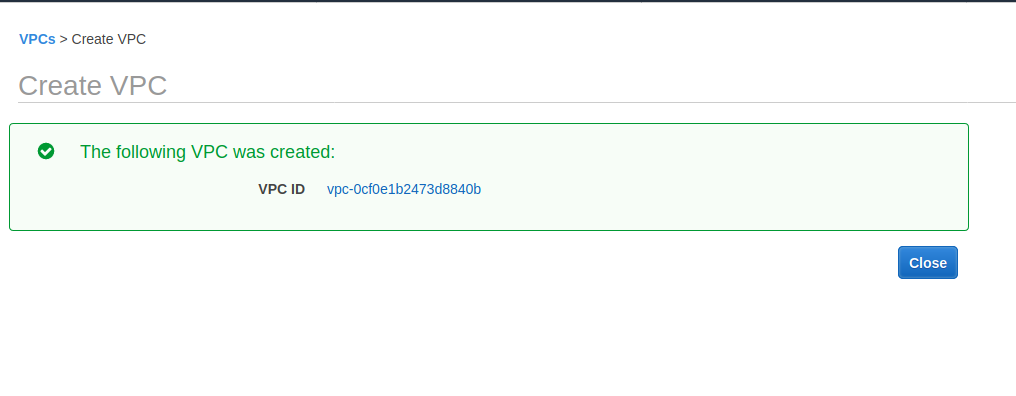 VPCs > Create VPC
Create VPC
The following VPC was created:
VPC ID vpc-0cf0e1b2473d8840b
Close